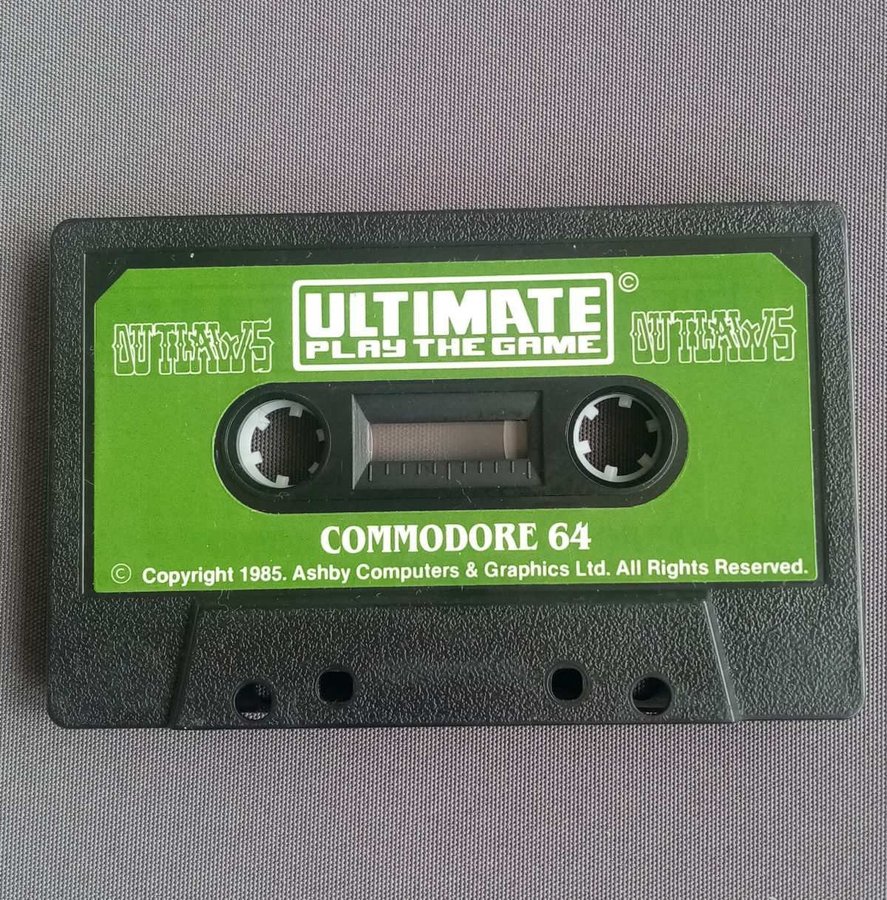 OUTLAWS
ULTIMATE ©
PLAY THE GAME
OUTLAWS
COMMODORE 64
© Copyright 1985. Ashby Computers & Graphics Ltd. All Rights Reserved.